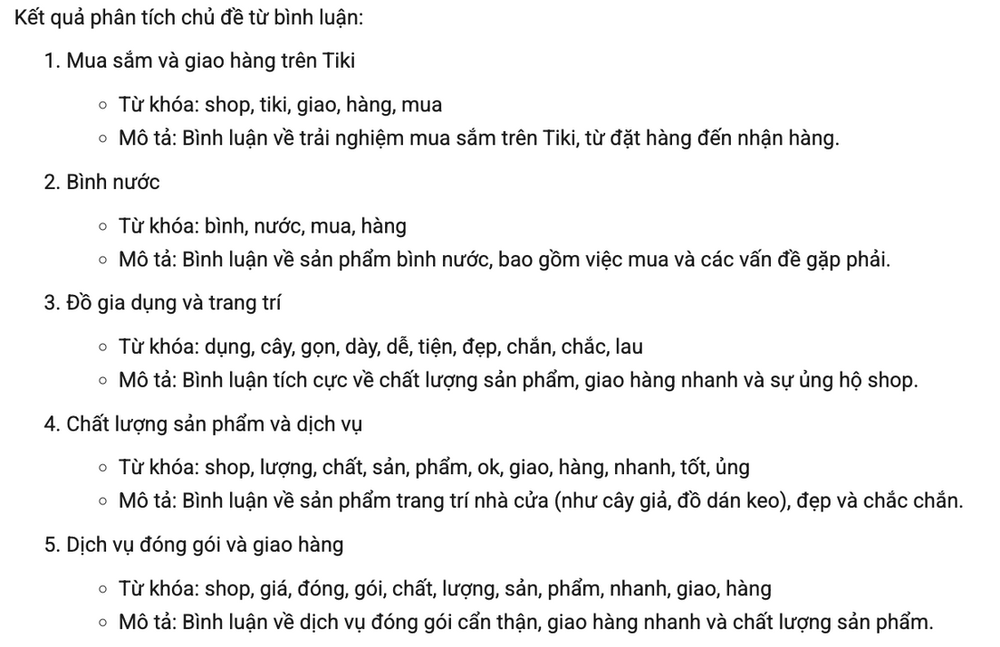 Kết quả phân tích chủ đề từ bình luận:
1. Mua sắm và giao hàng trên Tiki
◦ Từ khóa: shop, tiki, giao, hàng, mua
◦ Mô tả: Bình luận về trải nghiệm mua sắm trên Tiki, từ đặt hàng đến nhận hàng.
2. Bình nước
◦ Từ khóa: bình, nước, mua, hàng
◦ Mô tả: Bình luận về sản phẩm bình nước, bao gồm việc mua và các vấn đề gặp phải.
3. Đồ gia dụng và trang trí
◦ Từ khóa: dụng, cây, gọn, dày, dễ, tiện, đẹp, chắn, chắc, lau
◦ Mô tả: Bình luận tích cực về chất lượng sản phẩm, giao hàng nhanh và sự ủng hộ shop.
4. Chất lượng sản phẩm và dịch vụ
◦ Từ khóa: shop, lượng, chất, sản, phẩm, ok, giao, hàng, nhanh, tốt, ủng
◦ Mô tả: Bình luận về sản phẩm trang trí nhà cửa (như cây giả, đồ dán keo), đẹp và chắc chắn.
5. Dịch vụ đóng gói và giao hàng
◦ Từ khóa: shop, giá, đóng, gói, chất, lượng, sản, phẩm, nhanh, giao, hàng
◦ Mô tả: Bình luận về dịch vụ đóng gói cẩn thận, giao hàng nhanh và chất lượng sản phẩm.